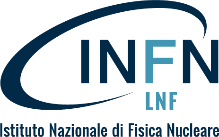 INFN
LNF
Istituto Nazionale di Fisica Nucleare